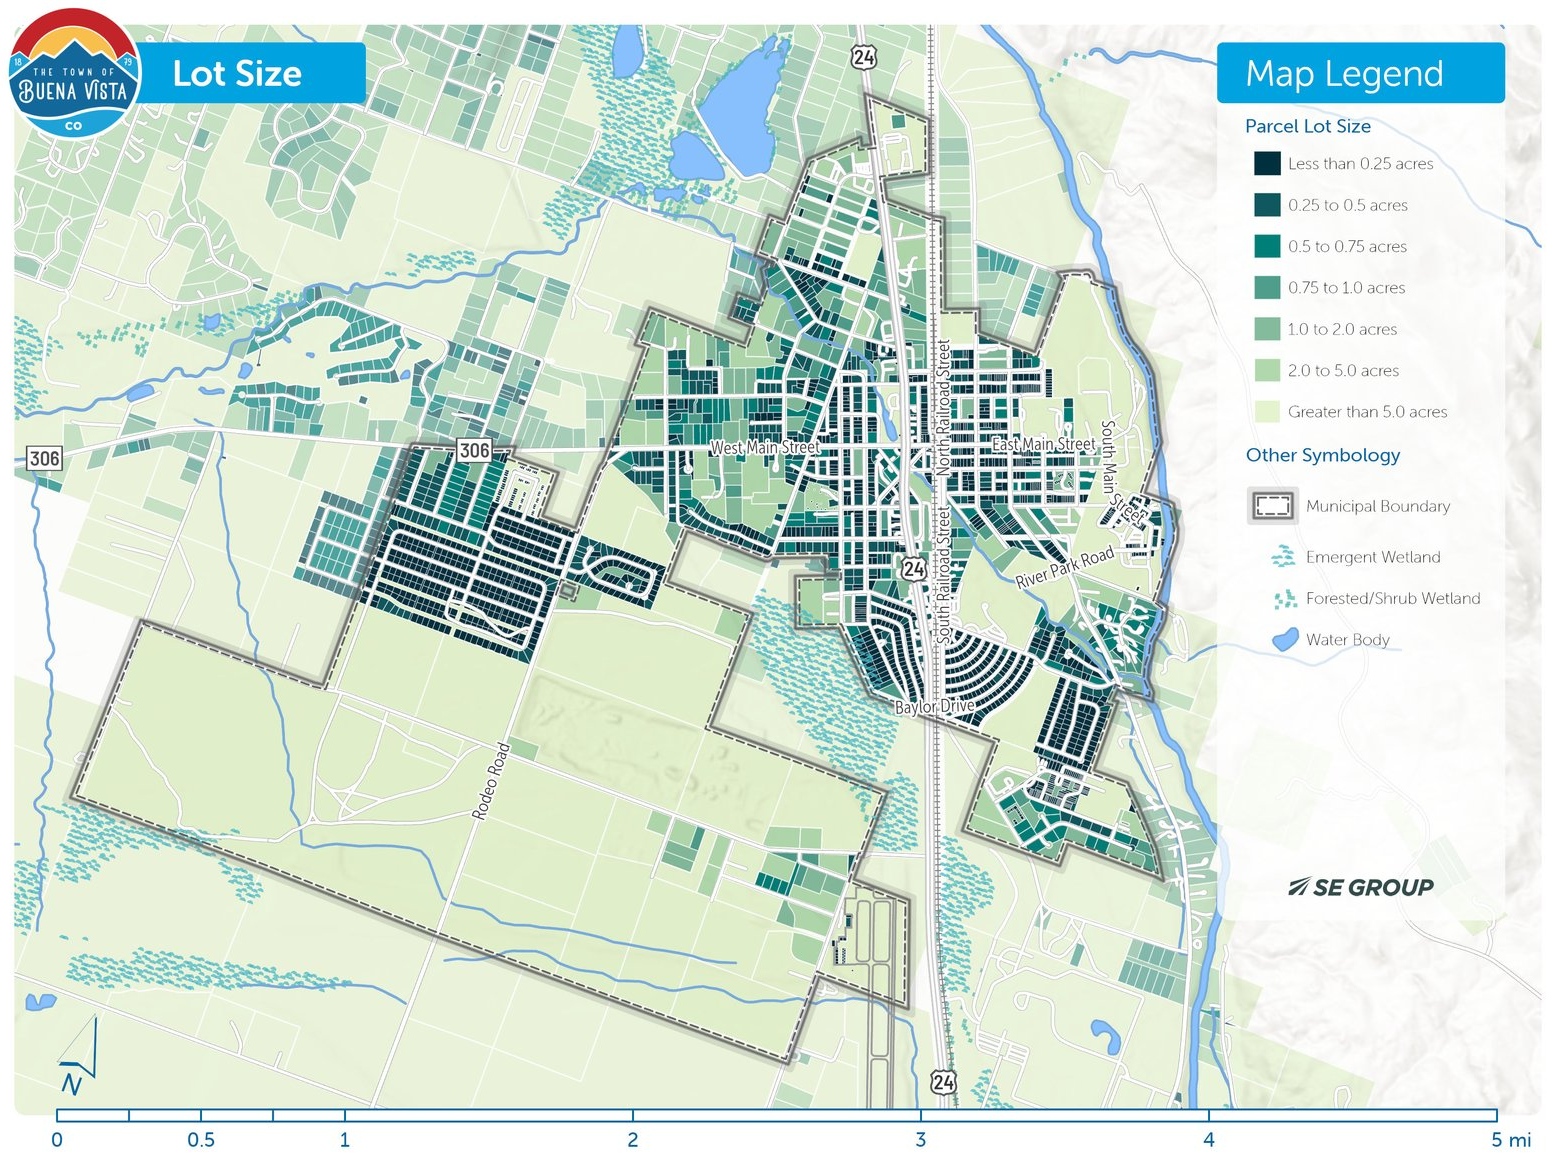 18 79
THE TOWN OF
BUENA VISTA
CO
Lot Size
Map Legend
Parcel Lot Size
Less than 0.25 acres
0.25 to 0.5 acres
0.5 to 0.75 acres
0.75 to 1.0 acres
1.0 to 2.0 acres
2.0 to 5.0 acres
Greater than 5.0 acres
Other Symbology
Municipal Boundary
Emergent Wetland
Forested/Shrub Wetland
Water Body
SE GROUP
24
North Railroad Street
306
306
West Main Street
East Main Street
South Main Street
24
South Railroad Street
River Park Road
Baylor Drive
Rodeo Road
24
N
0 0.5 1 2 3 4 5 mi